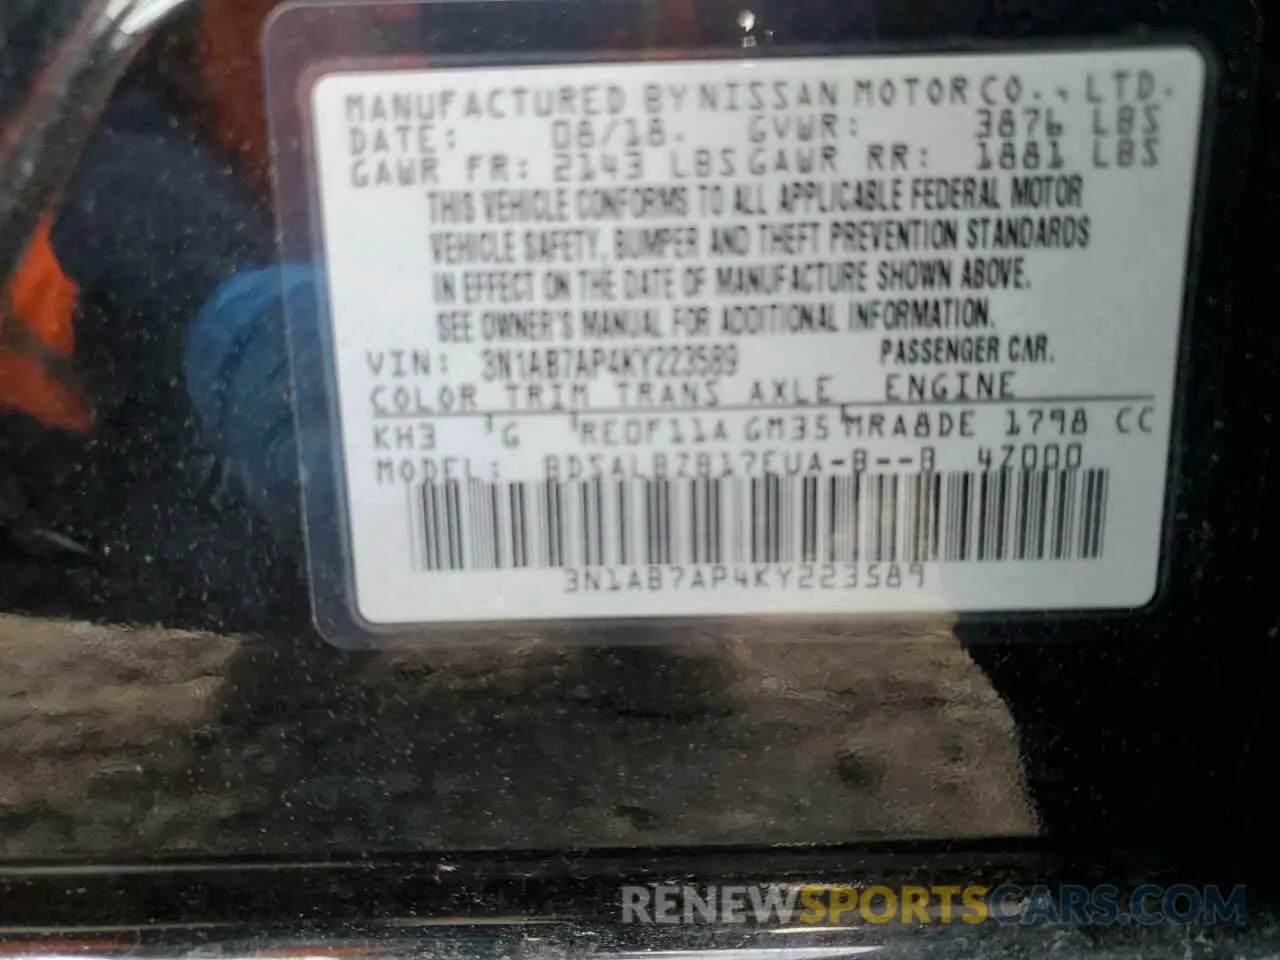 MANUFACTURED BY NISSAN MOTOR CO., LTD.
DATE: 08/18. GVWR: 3876 LBS
GAWR FR: 2143 LBS GAWR RR: 1881 LBS
THIS VEHICLE CONFORMS TO ALL APPLICABLE FEDERAL MOTOR
VEHICLE SAFETY, BUMPER AND THEFT PREVENTION STANDARDS
IN EFFECT ON THE DATE OF MANUFACTURE SHOWN ABOVE.
SEE OWNER'S MANUAL FOR ADDITIONAL INFORMATION.
VIN: 3N1AB7AP4KY223589 PASSENGER CAR.
COLOR TRIM TRANS AXLE ENGINE
KH3 G RE0F11A GM35 MRA8DE 1798 CC
MODEL: BDSALBZB17EUA-B--B 4Z000
3N1AB7AP4KY223589
RENEWSPORTSCARS.COM